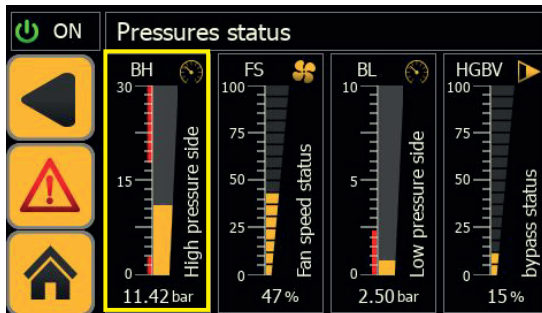 ON
Pressures status
BH
30
15
0
High pressure side
11.42 bar
FS
100
75
50
25
0
Fan speed status
47 %
BL
10
5
0
Low pressure side
2.50 bar
HGBV
100
75
50
25
0
bypass status
15 %